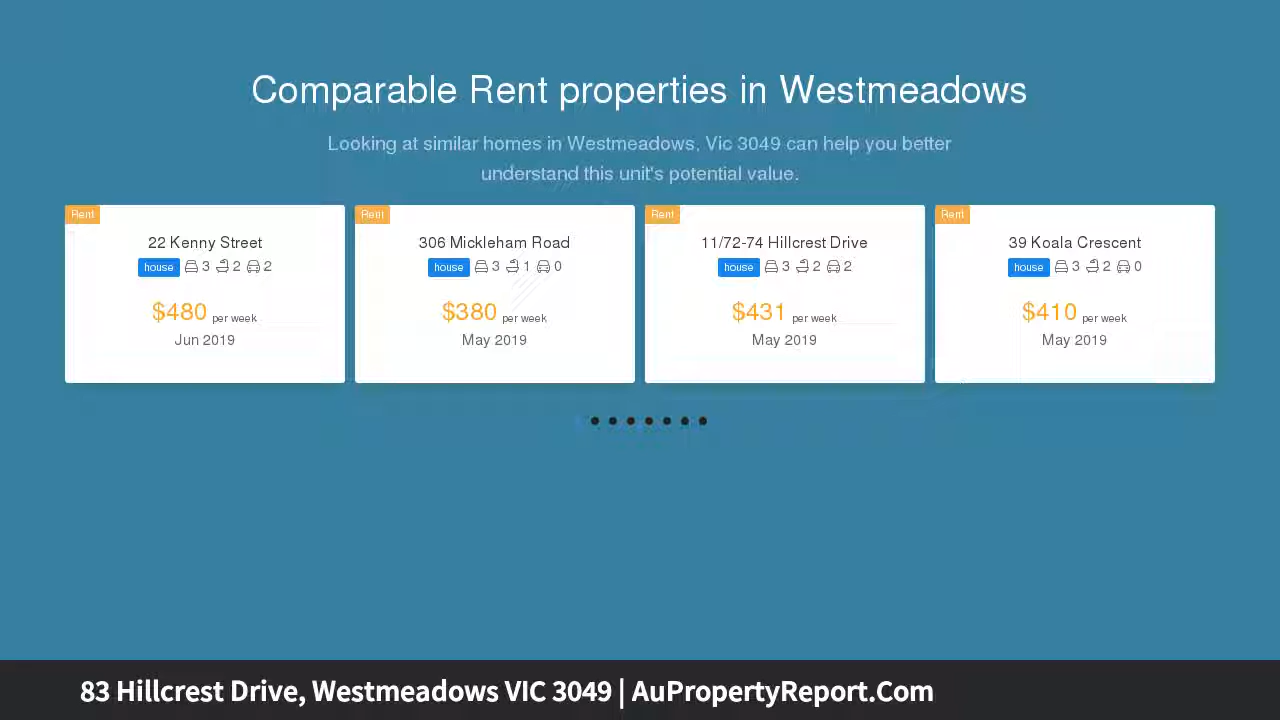 Comparable Rent properties in Westmeadows
Looking at similar homes in Westmeadows, Vic 3049 can help you better
understand this unit's potential value.
Rent
22 Kenny Street
house 3 2 2
$480 per week
Jun 2019
Rent
306 Mickleham Road
house 3 1 0
$380 per week
May 2019
Rent
11/72-74 Hillcrest Drive
house 3 2 2
$431 per week
May 2019
Rent
39 Koala Crescent
house 3 2 0
$410 per week
May 2019
83 Hillcrest Drive, Westmeadows VIC 3049 | AuPropertyReport.Com